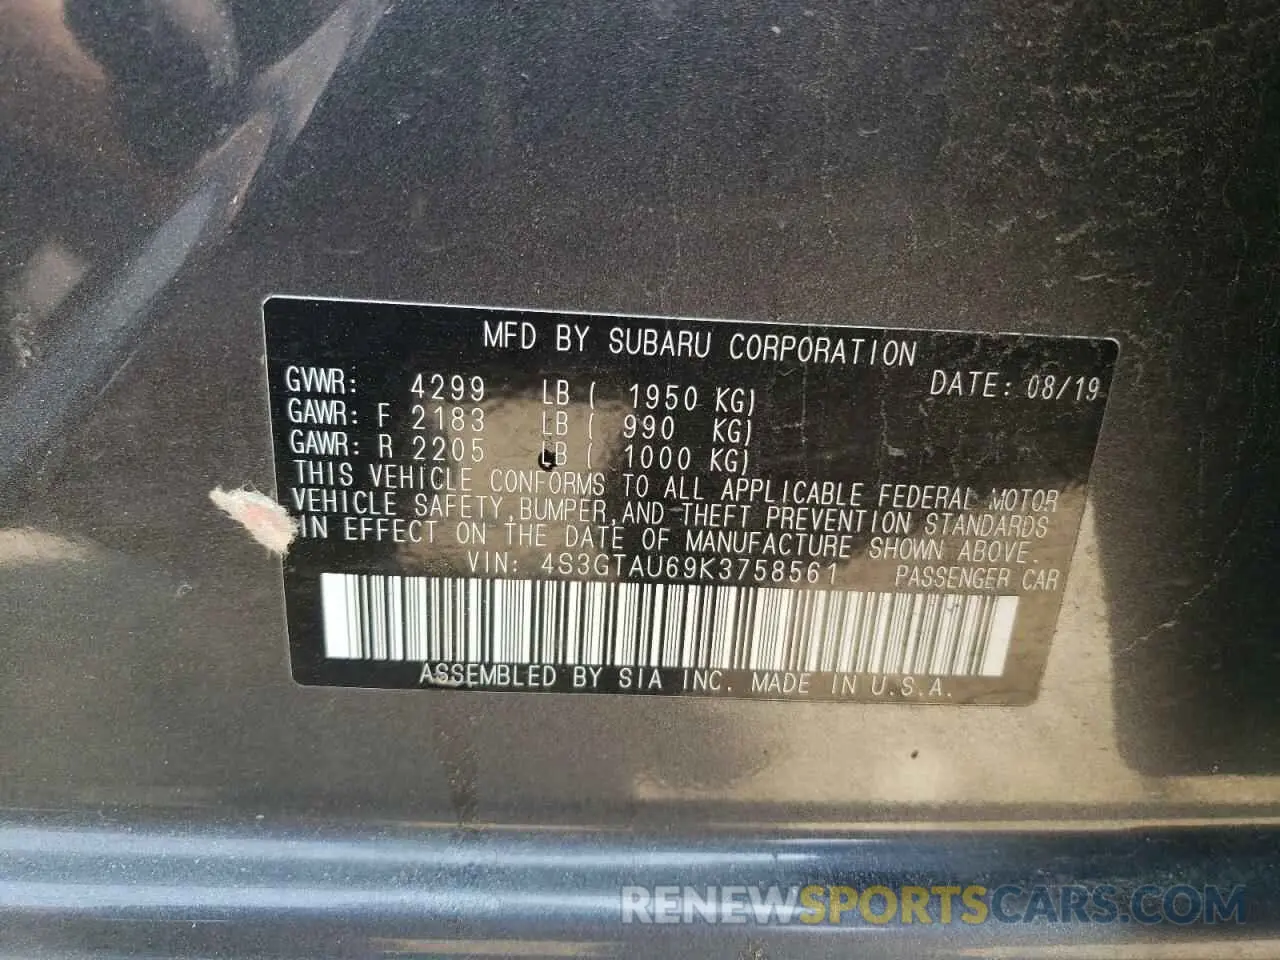 MFD BY SUBARU CORPORATION
GVWR: 4299 LB ( 1950 KG) DATE: 08/19
GAWR: F 2183 LB ( 990 KG)
GAWR: R 2205 LB ( 1000 KG)
THIS VEHICLE CONFORMS TO ALL APPLICABLE FEDERAL MOTOR
VEHICLE SAFETY, BUMPER, AND THEFT PREVENTION STANDARDS
IN EFFECT ON THE DATE OF MANUFACTURE SHOWN ABOVE.
VIN: 4S3GTAU69K3758561 PASSENGER CAR
ASSEMBLED BY SIA INC. MADE IN U.S.A.
RENEWSPORTSCARS.COM